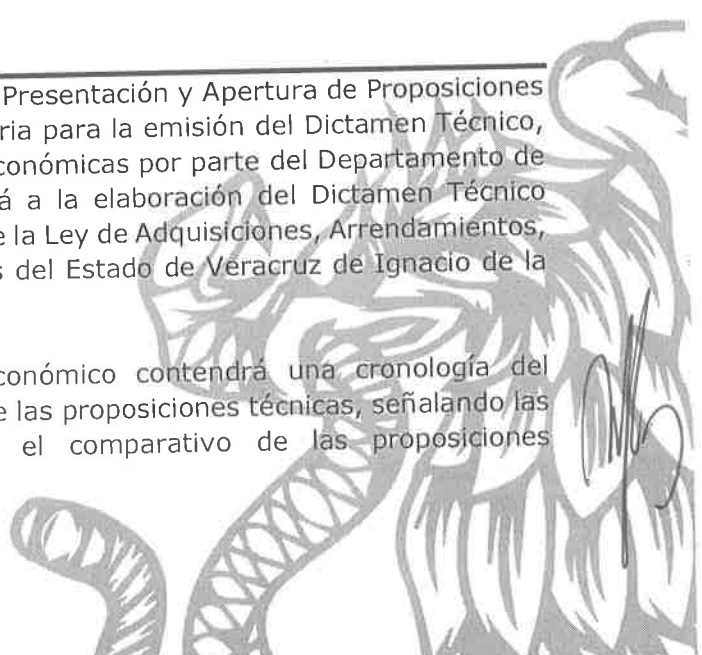 Presentación y Apertura de Proposiciones
ria para la emisión del Dictamen Técnico,
conómicas por parte del Departamento de
á a la elaboración del Dictamen Técnico
e la Ley de Adquisiciones, Arrendamientos,
s del Estado de Veracruz de Ignacio de la
conómico contendrá una cronología del
e las proposiciones técnicas, señalando las
el comparativo de las proposiciones